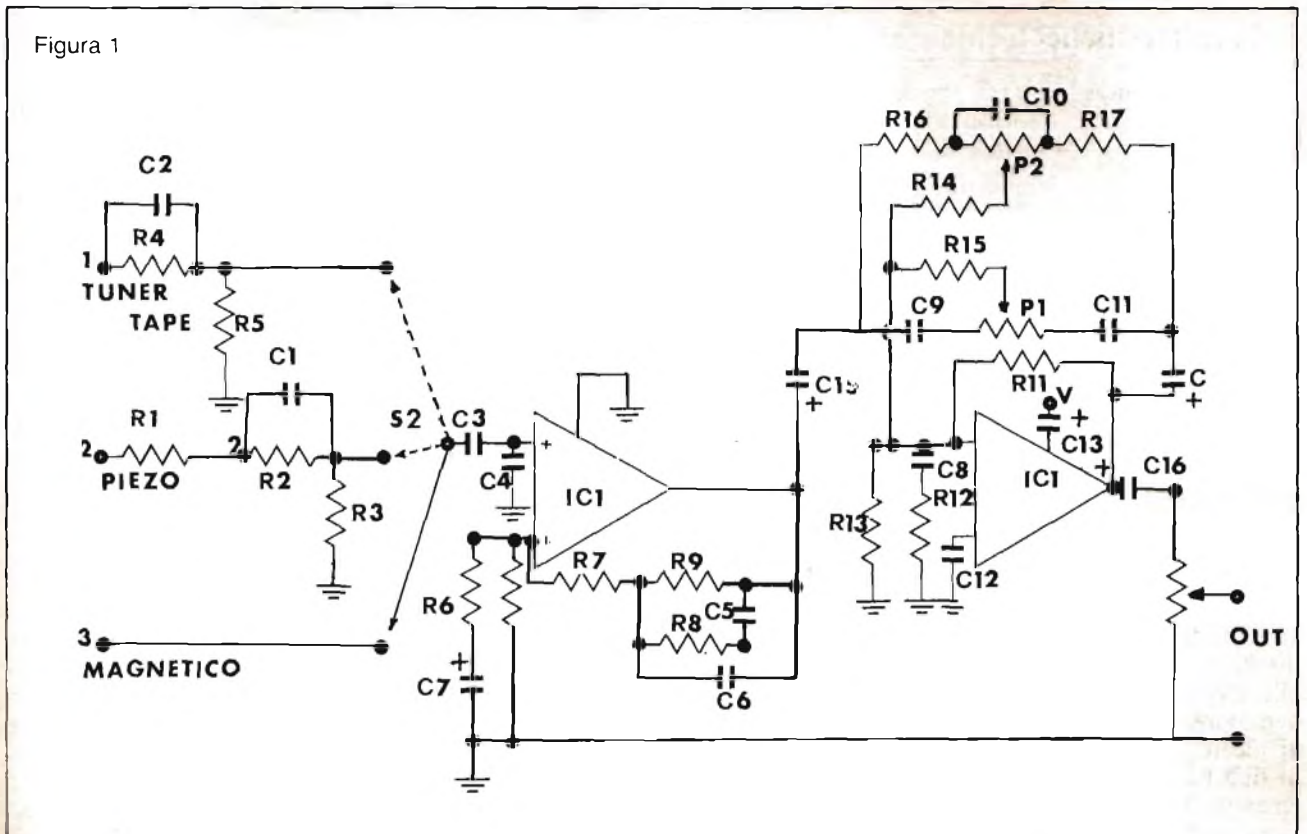 Figura 1
C2
R4
1
TUNER
TAPE
R5
C1
R1
2
PIEZO
2
R2
S2
R3
3
MAGNETICO
C3
C4
+
IC1
R6
R7
R9
R8
C5
C6
C7
+
C15
+
R16
C10
R17
P2
R14
R15
C9
P1
C11
R11
C
+
V
+
C13
C8
R12
R13
C12
IC1
+
C16
OUT